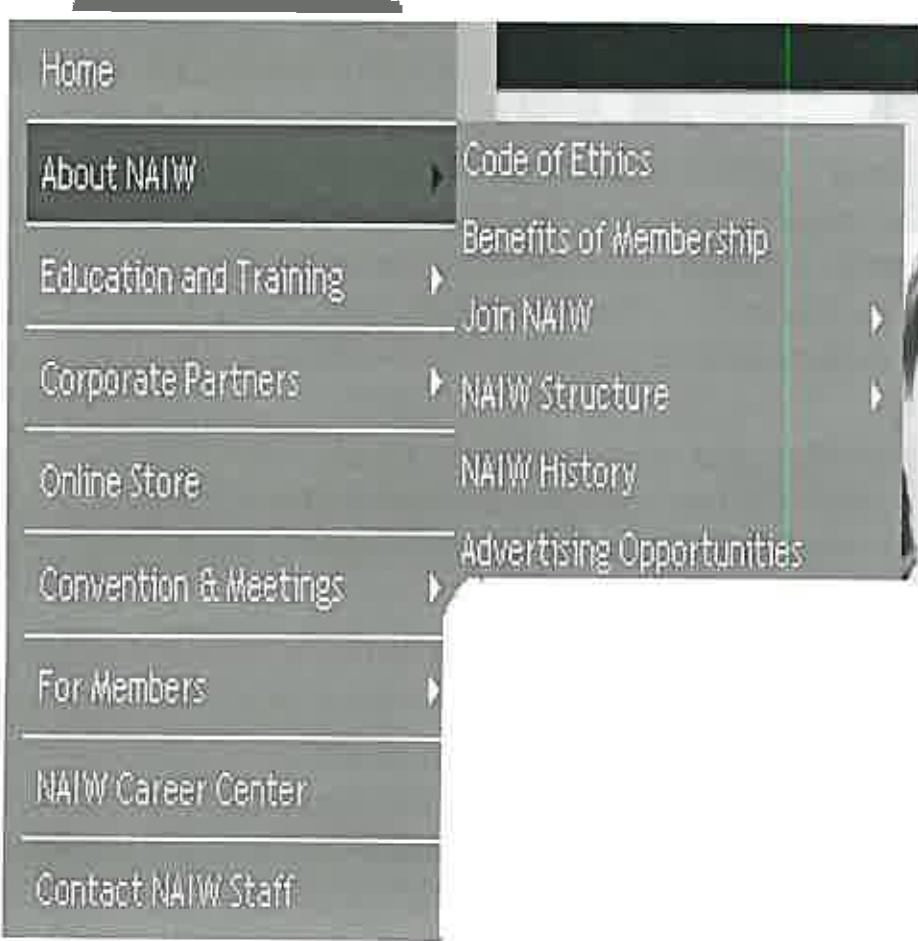 Home
About NAIW
Education and Training
Corporate Partners
Online Store
Convention & Meetings
For Members
NAIW Career Center
Contact NAIW Staff
Code of Ethics
Benefits of Membership
Join NAIW
NAIW Structure
NAIW History
Advertising Opportunities